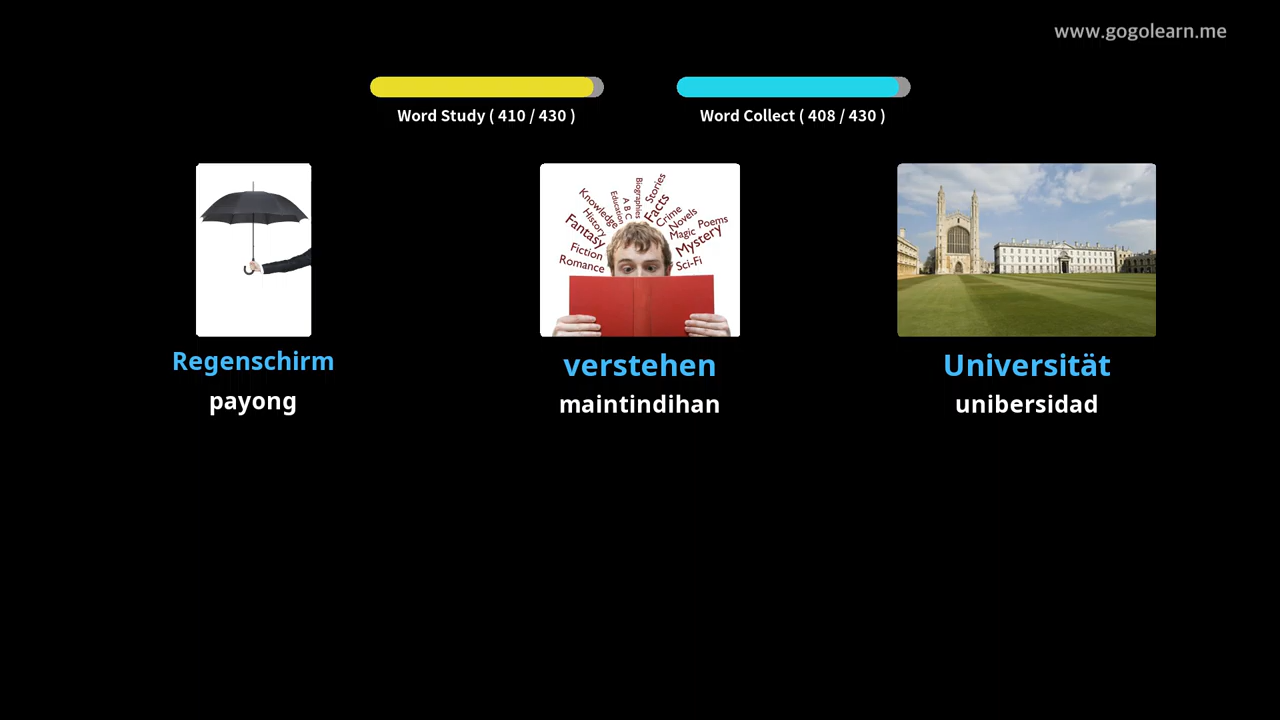 www.gogolearn.me
Word Study ( 410 / 430 )
Word Collect ( 408 / 430 )
Knowledge
Education
A B C
Biographies
Stories
History
Facts
Crime
Novels
Fantasy
Magic
Poems
Mystery
Fiction
Romance
Sci-Fi
Regenschirm
verstehen
Universität
payong
maintindihan
unibersidad